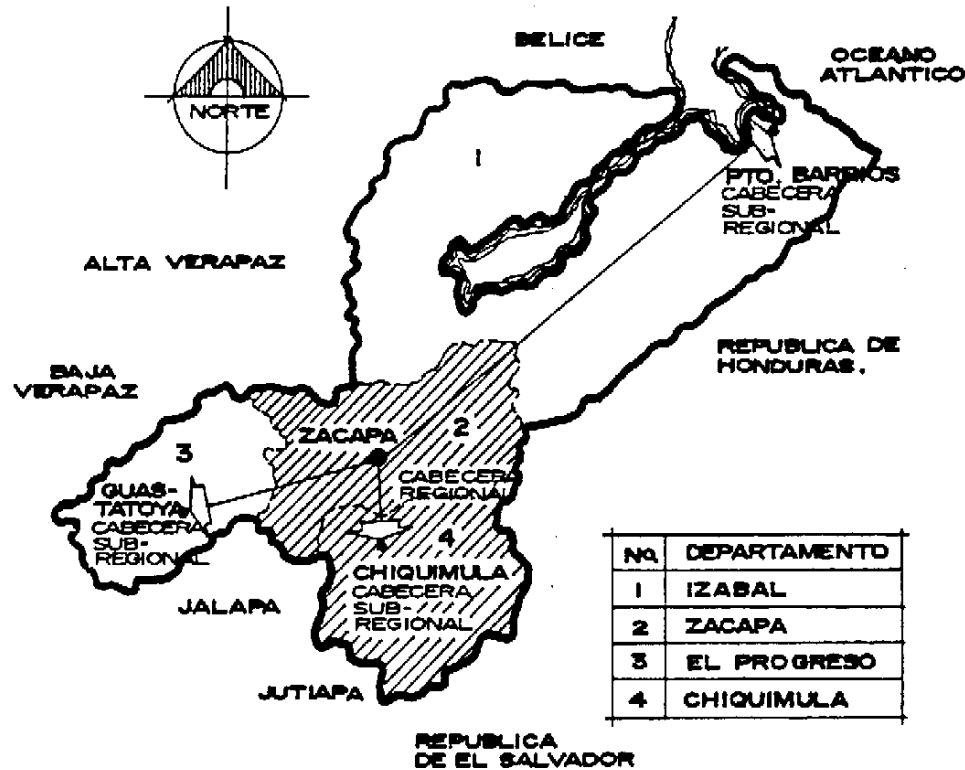 BELICE
OCEANO
ATLANTICO
NORTE
1
PTO. BARRIOS
CABECERA
SUB-
REGIONAL
ALTA VERAPAZ
REPUBLICA DE
HONDURAS.
BAJA
VERAPAZ
2
ZACAPA
3
CABECERA
REGIONAL
GUAS-
TATOYA
CABECERA
SUB-
REGIONAL
4
CHIQUIMULA
CABECERA
SUB-
REGIONAL
JALAPA
JUTIAPA
REPUBLICA
DE EL SALVADOR
No. DEPARTAMENTO
1 IZABAL
2 ZACAPA
3 EL PROGRESO
4 CHIQUIMULA